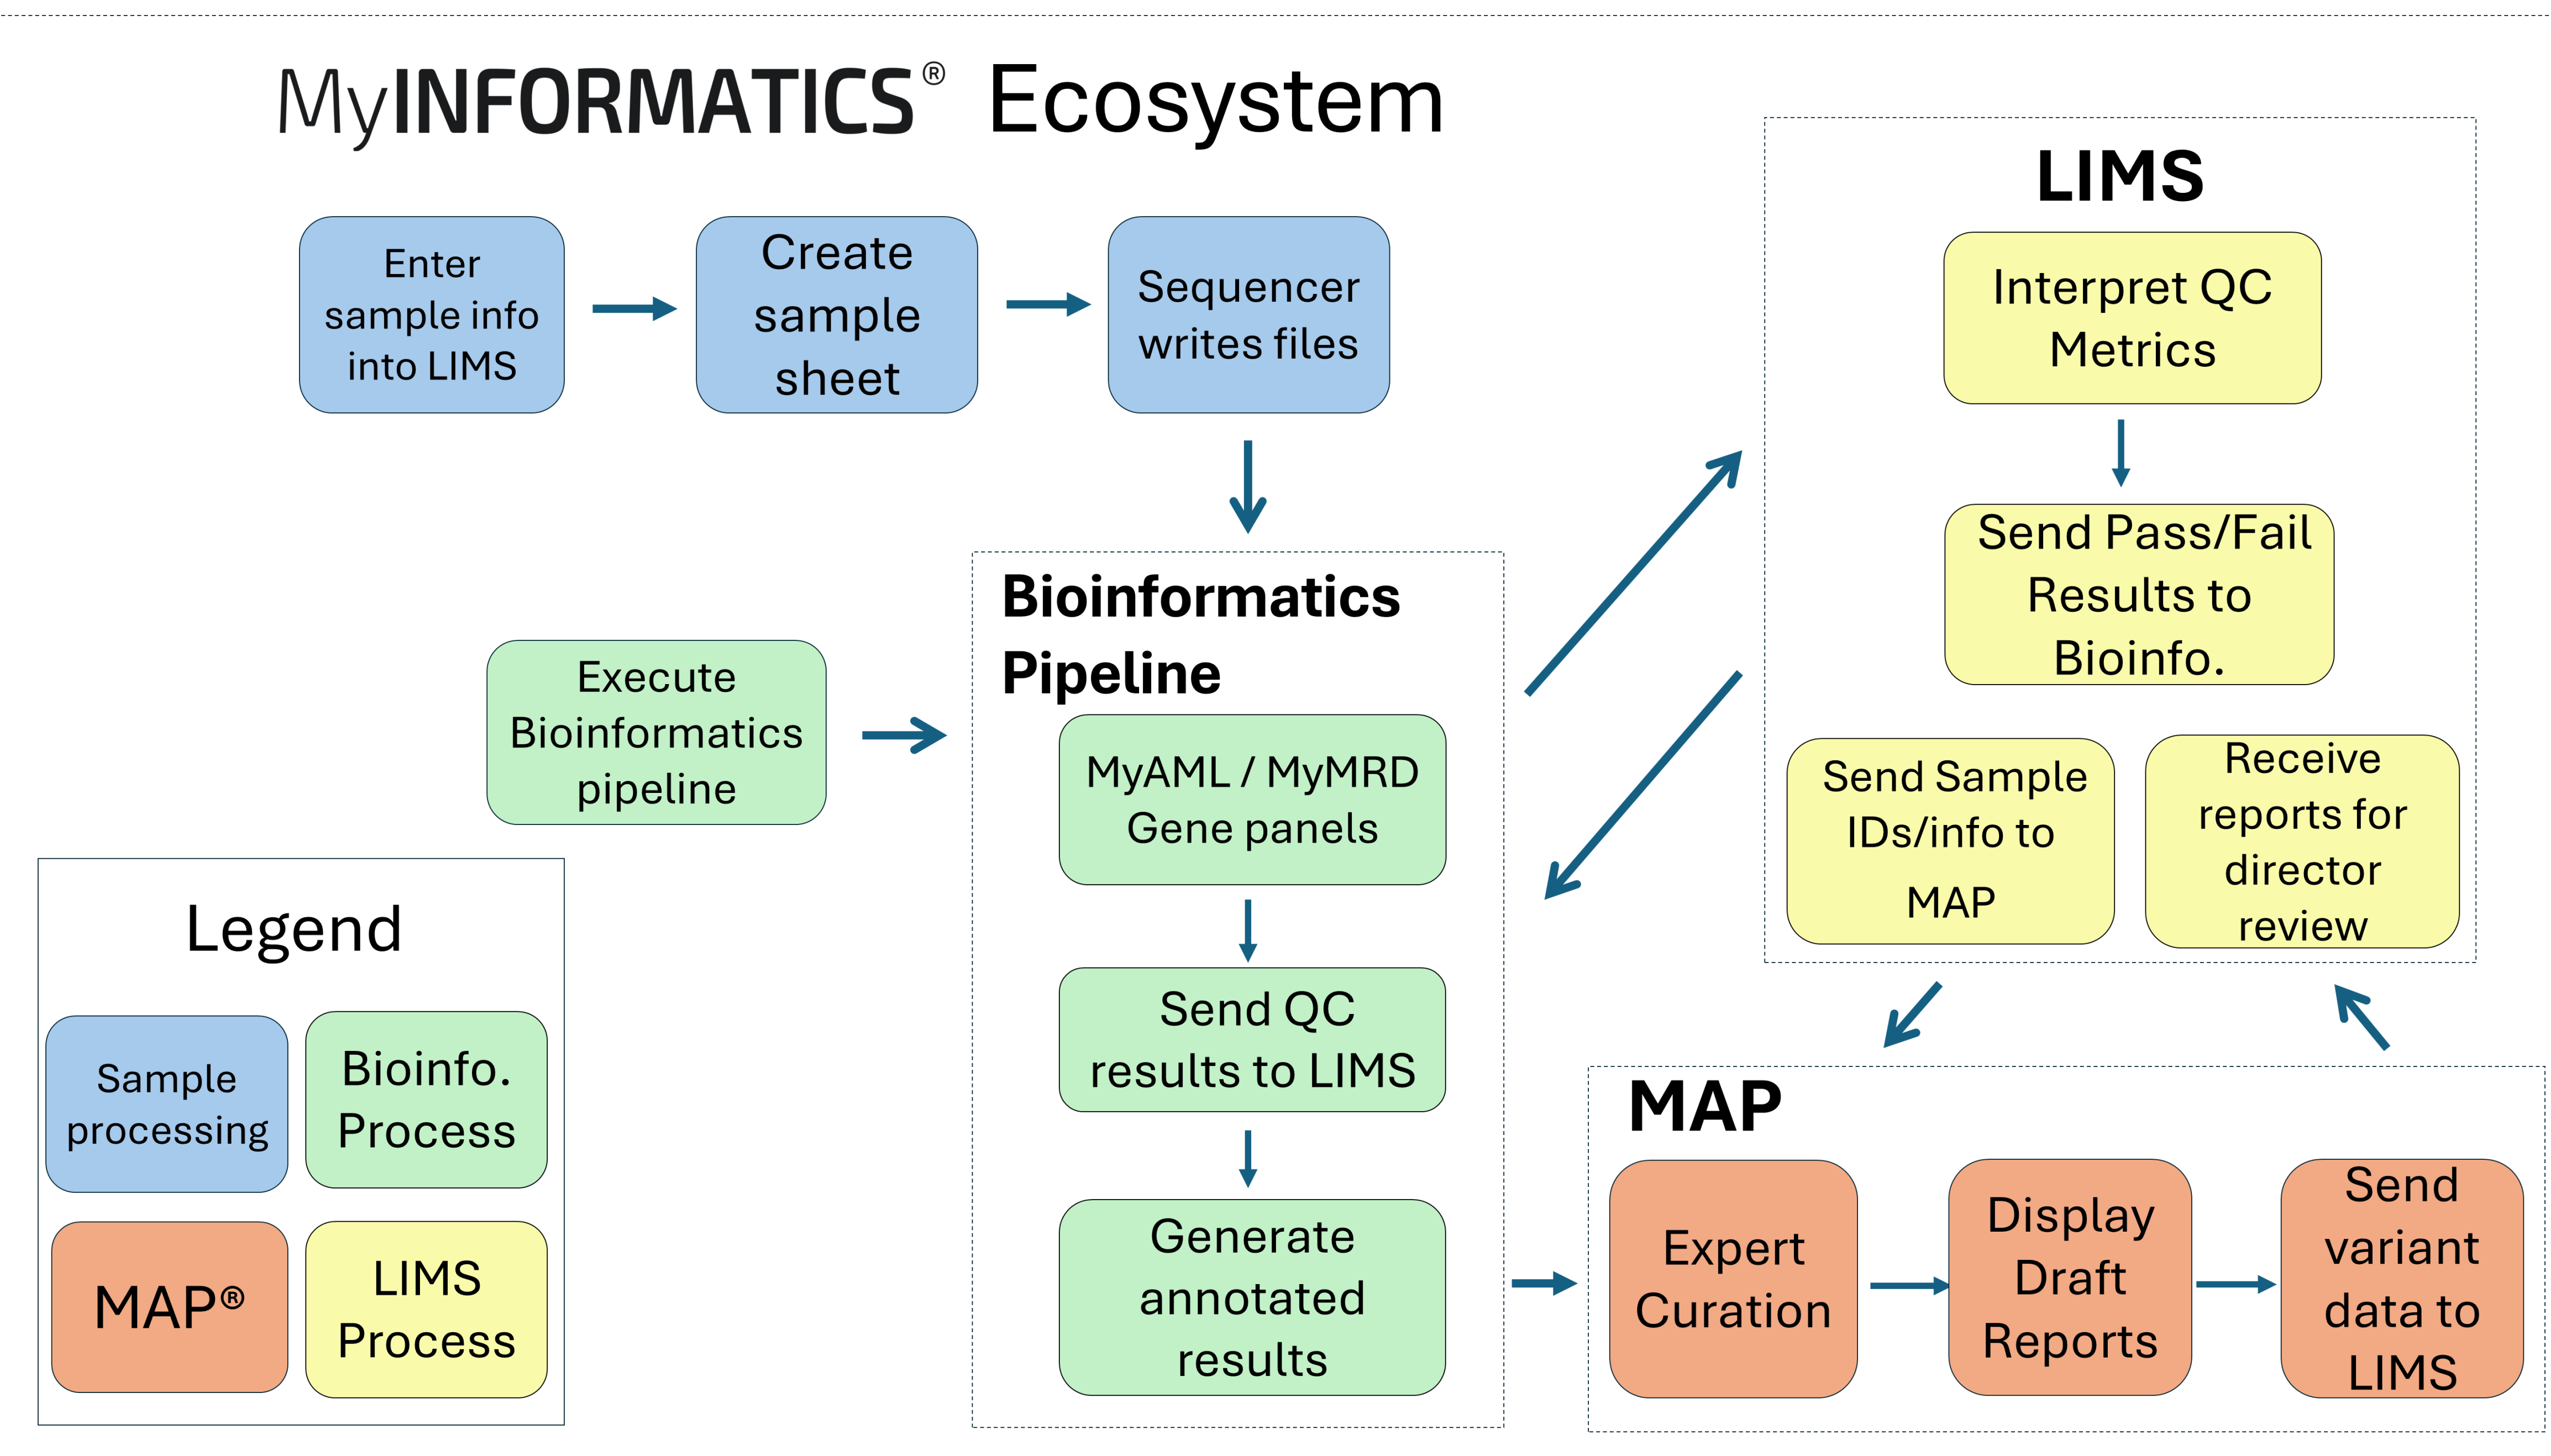 MyINFORMATICS® Ecosystem
Enter
sample info
into LIMS
Create
sample
sheet
Sequencer
writes files
LIMS
Interpret QC
Metrics
Send Pass/Fail
Results to
Bioinfo.
Send Sample
IDs/info to
MAP
Receive
reports for
director
review
Execute
Bioinformatics
pipeline
Bioinformatics
Pipeline
MyAML / MyMRD
Gene panels
Send QC
results to LIMS
Generate
annotated
results
MAP
Expert
Curation
Display
Draft
Reports
Send
variant
data to
LIMS
Legend
Sample
processing
Bioinfo.
Process
MAP®
LIMS
Process